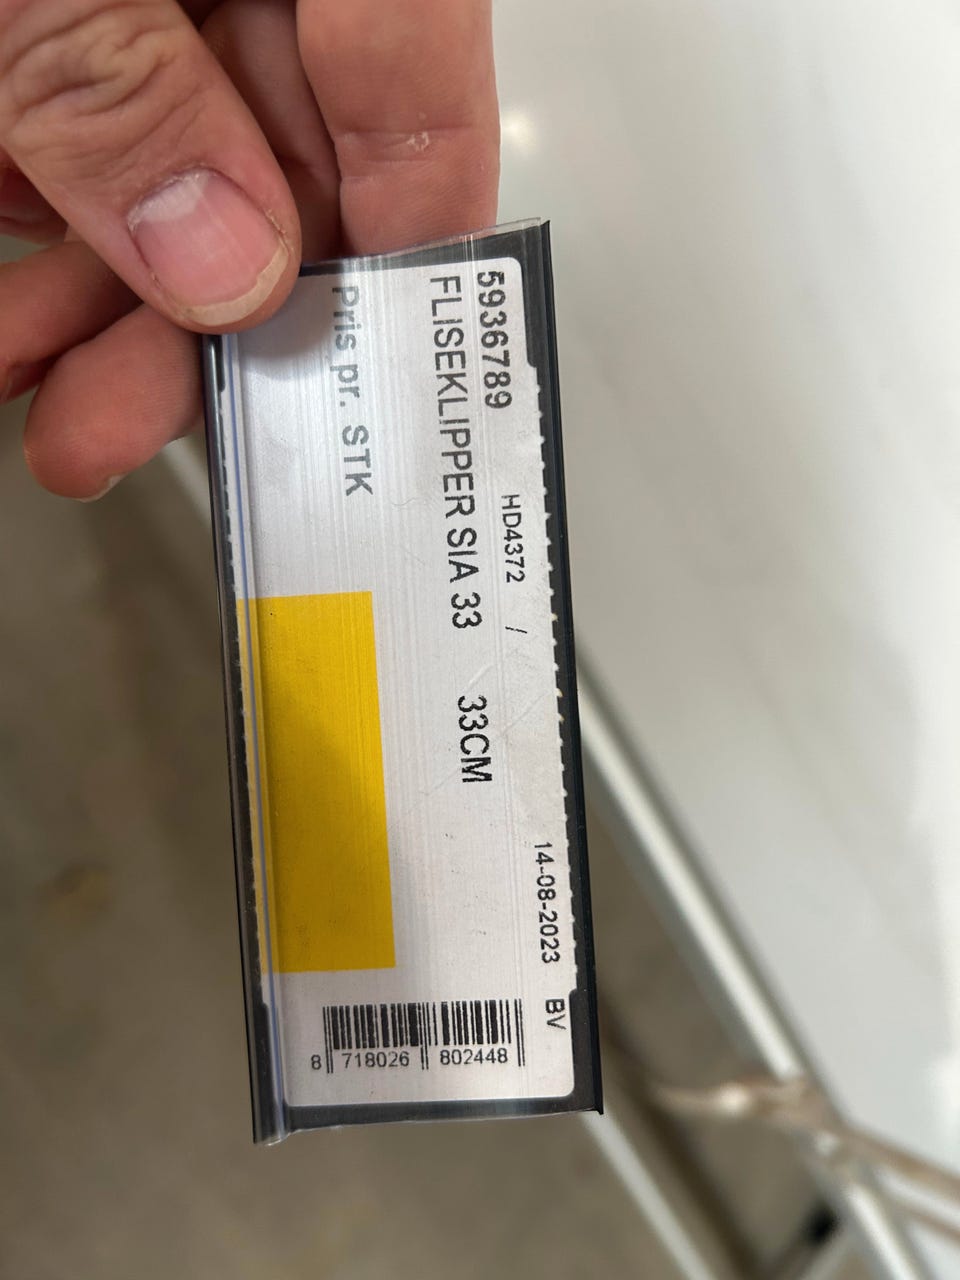 5936789 HD4372 / 14-08-2023 BV
FLISEKLIPPER SIA 33 33CM
Pris pr. STK
8 718026 802448